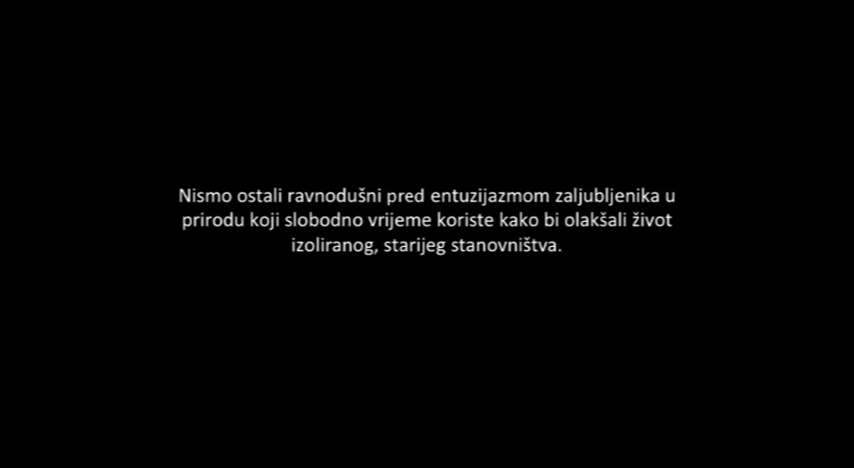 Nismo ostali ravnodušni pred entuzijazmom zaljubljenika u
prirodu koji slobodno vrijeme koriste kako bi olakšali život
izoliranog, starijeg stanovništva.